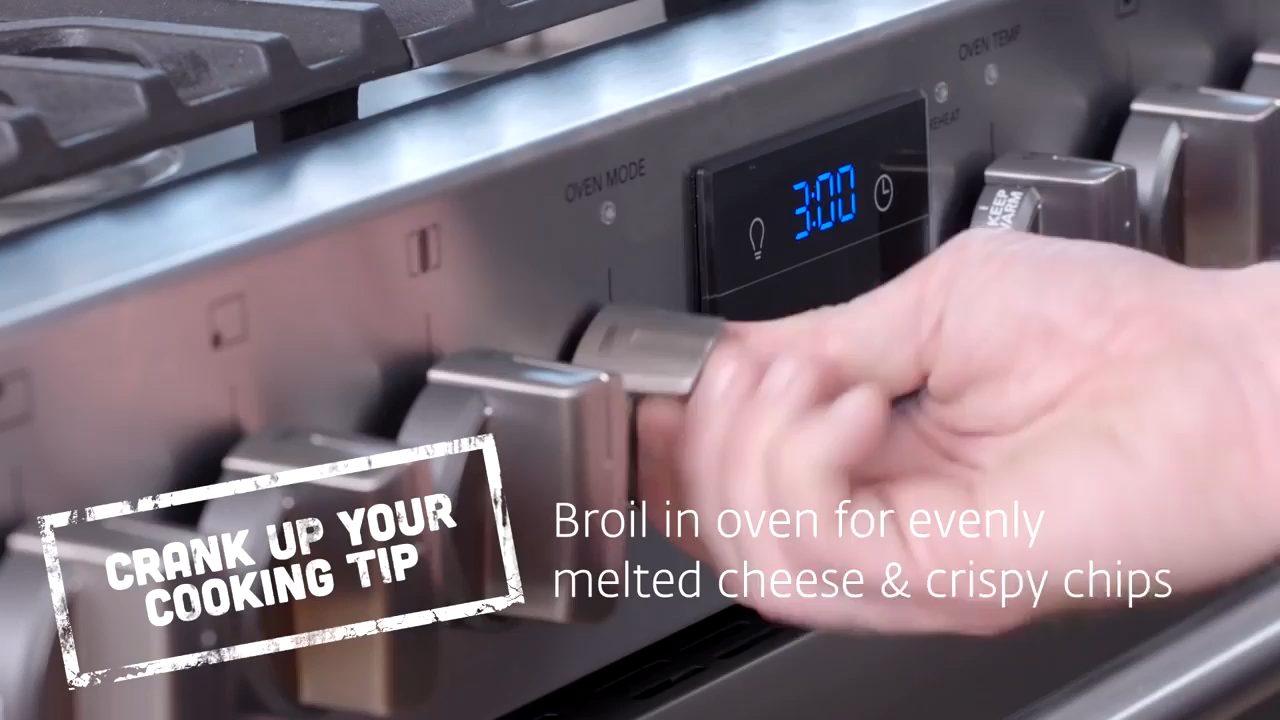 OVEN TEMP
OVEN MODE
3:00
KEEP
WARM
CRANK UP YOUR
COOKING TIP
Broil in oven for evenly
melted cheese & crispy chips